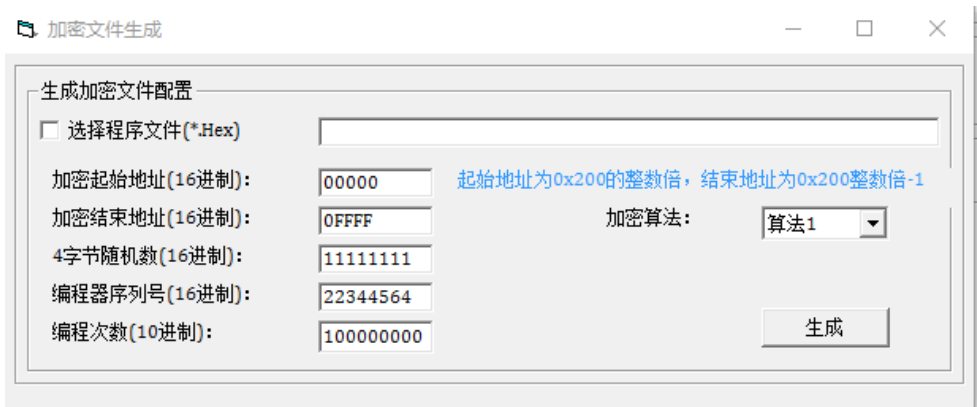 加密文件生成
生成加密文件配置
选择程序文件(*.Hex)
加密起始地址(16进制): 00000 起始地址为0x200的整数倍，结束地址为0x200整数倍-1
加密结束地址(16进制): 0FFFF 加密算法: 算法1
4字节随机数(16进制): 11111111
编程器序列号(16进制): 22344564
编程次数(10进制): 100000000 生成